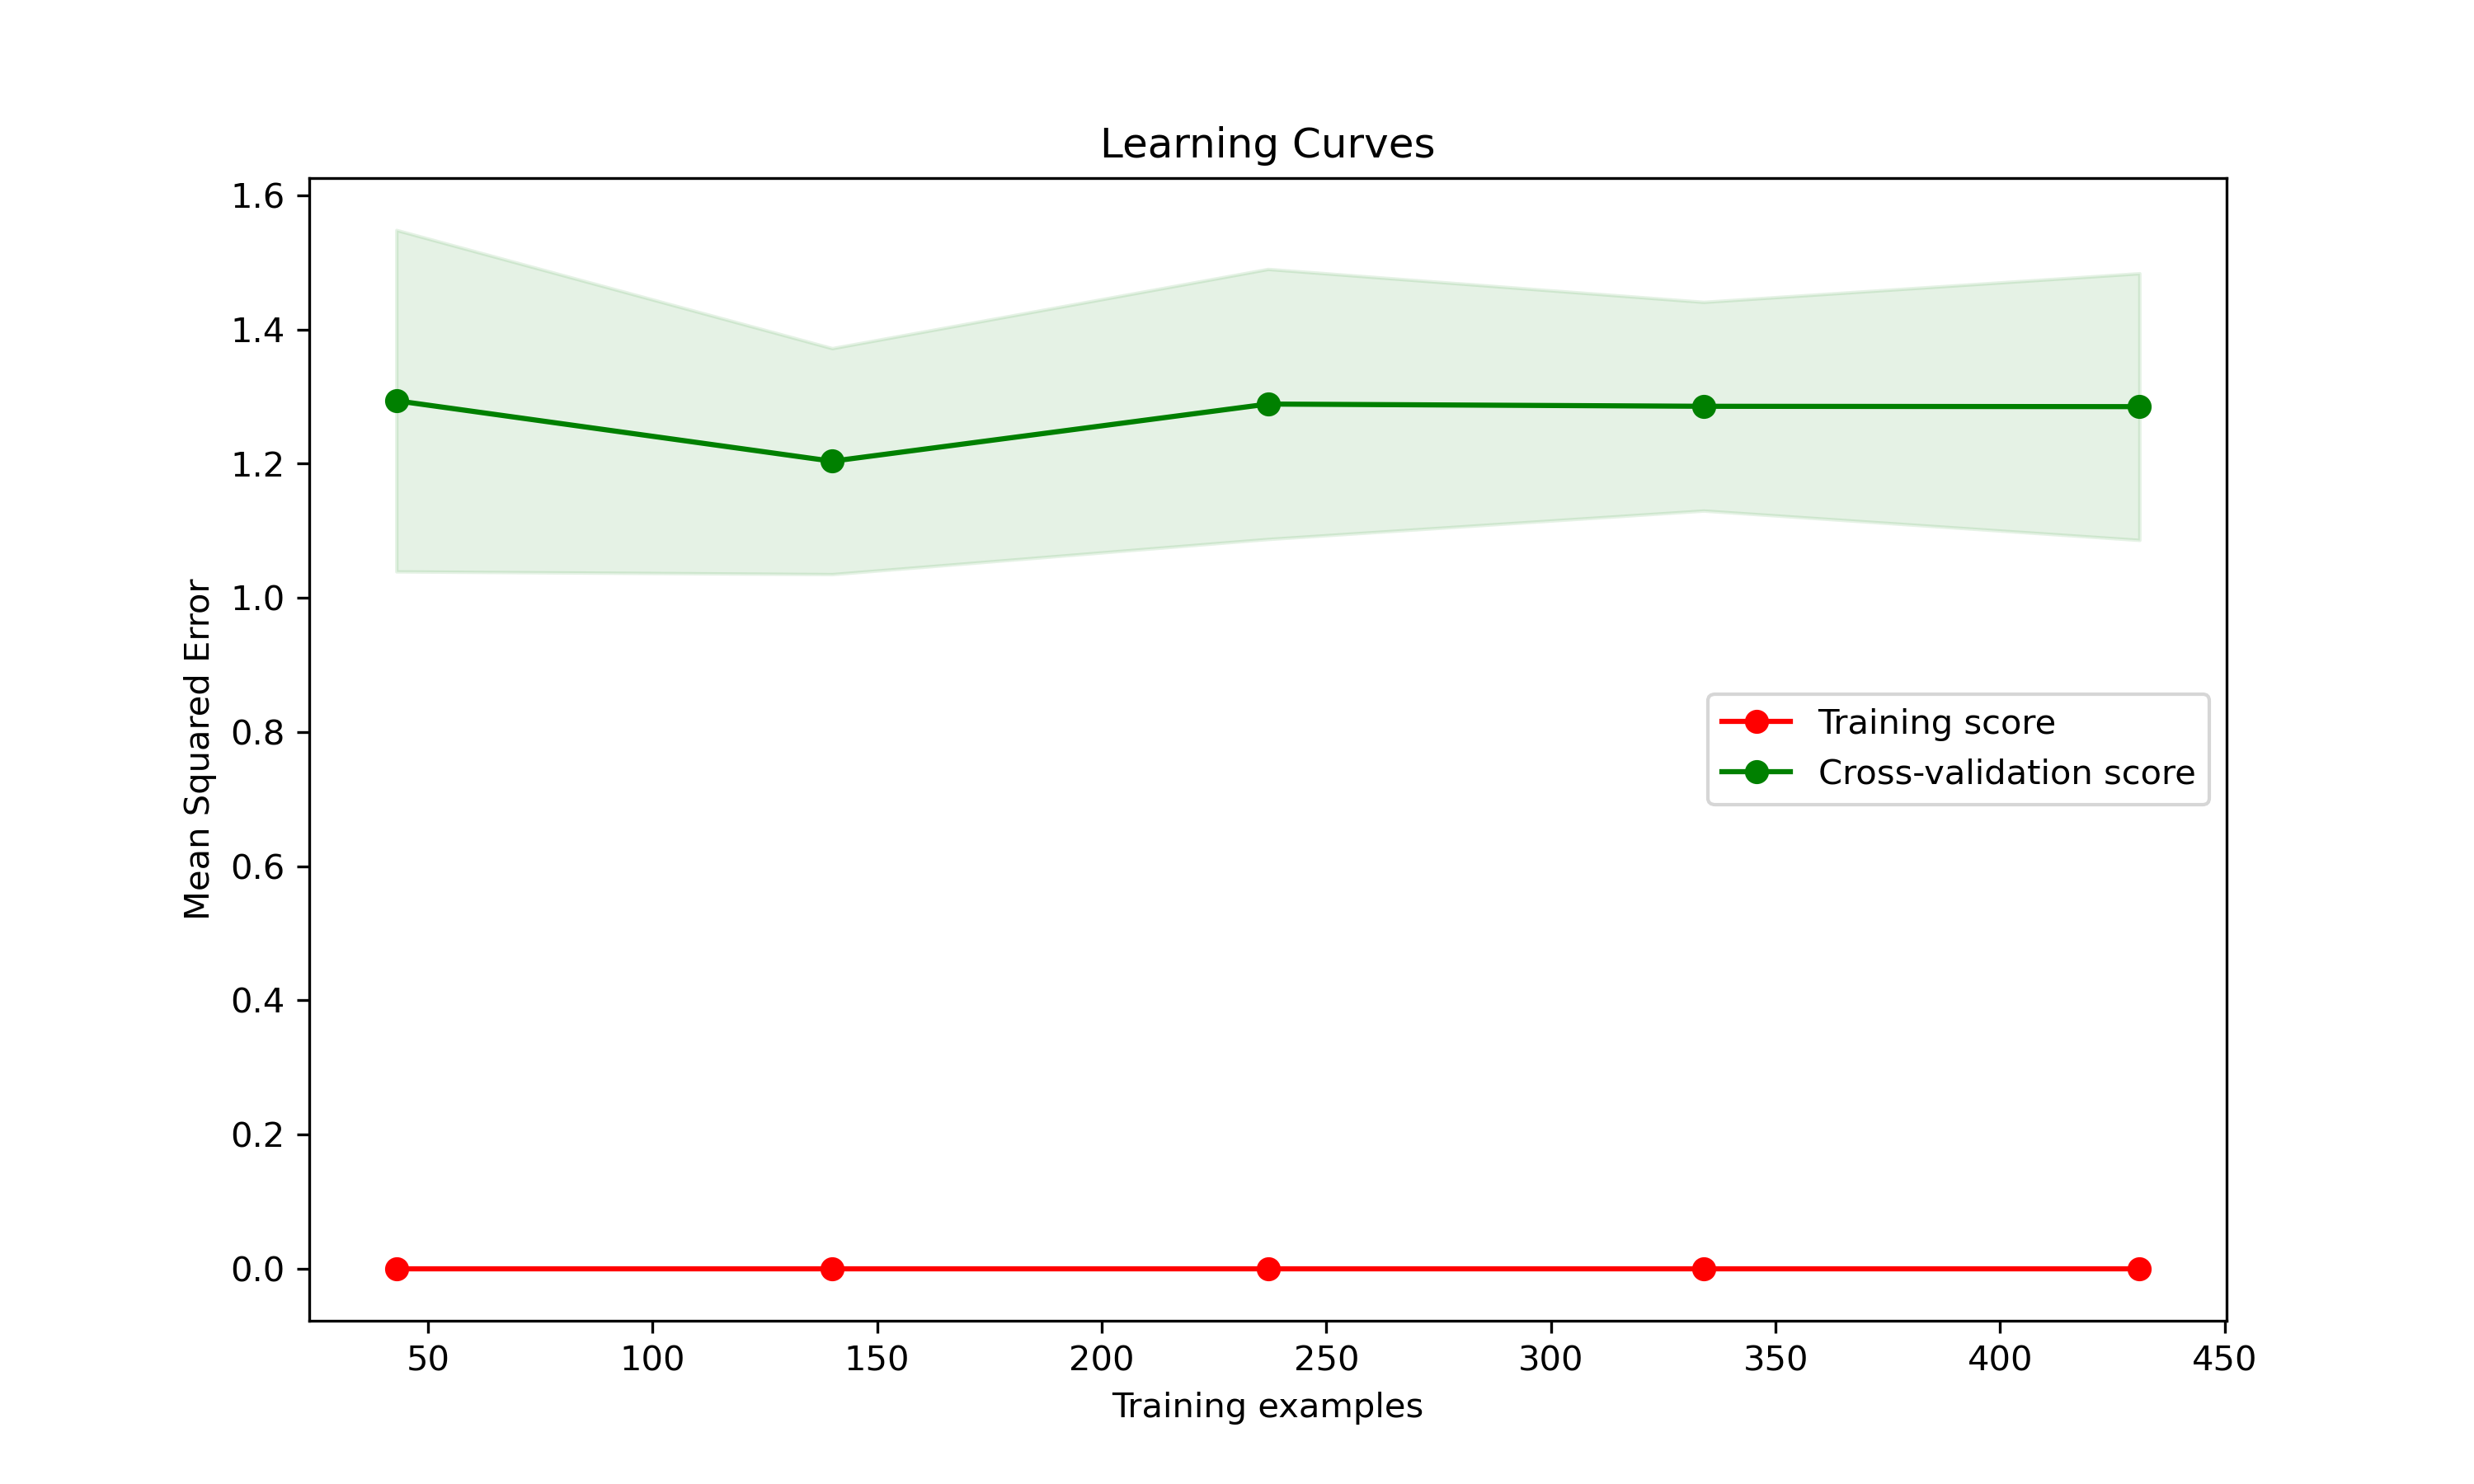 Learning Curves
1.6
1.4
1.2
1.0
0.8
0.6
0.4
0.2
0.0
Mean Squared Error
Training score
Cross-validation score
50 100 150 200 250 300 350 400 450
Training examples